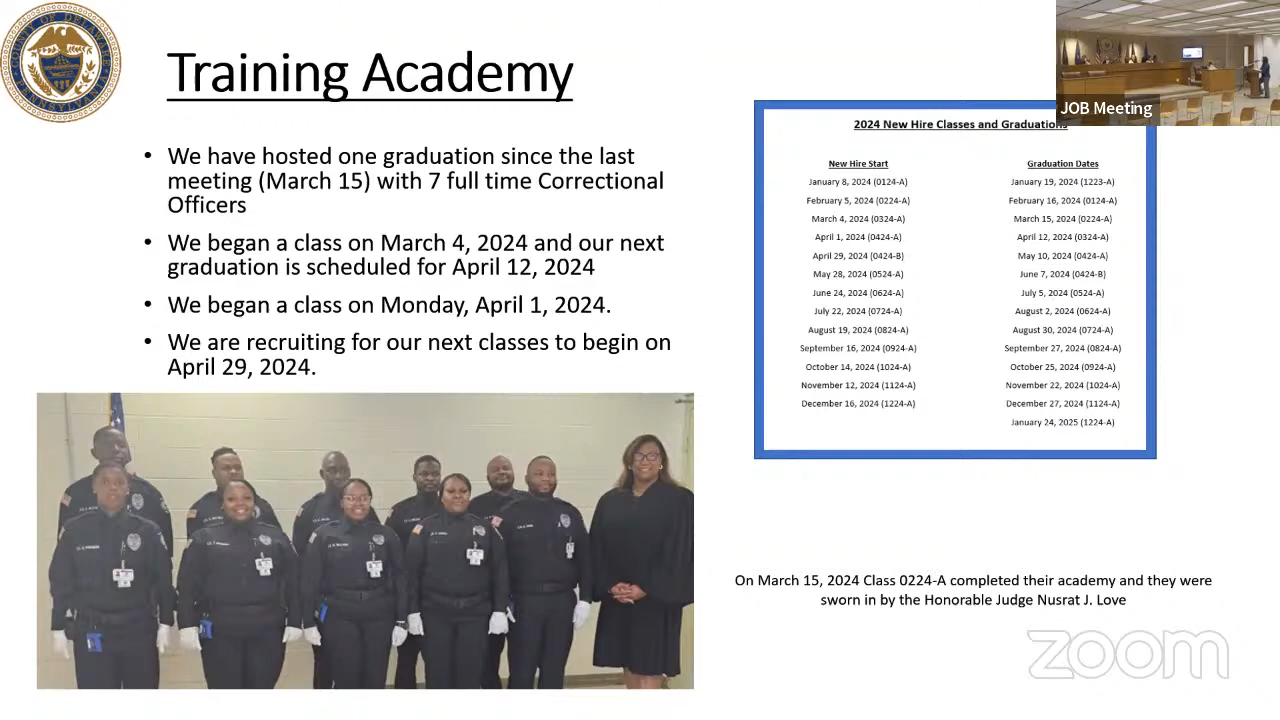 COUNTY OF DELAWARE
PENNSYLVANIA
Training Academy
• We have hosted one graduation since the last
meeting (March 15) with 7 full time Correctional
Officers
• We began a class on March 4, 2024 and our next
graduation is scheduled for April 12, 2024
• We began a class on Monday, April 1, 2024.
• We are recruiting for our next classes to begin on
April 29, 2024.
JOB Meeting
2024 New Hire Classes and Graduations
New Hire Start Graduation Dates
January 8, 2024 (0124-A) January 19, 2024 (1223-A)
February 5, 2024 (0224-A) February 16, 2024 (0124-A)
March 4, 2024 (0324-A) March 15, 2024 (0224-A)
April 1, 2024 (0424-A) April 12, 2024 (0324-A)
April 29, 2024 (0424-B) May 10, 2024 (0424-A)
May 28, 2024 (0524-A) June 7, 2024 (0424-B)
June 24, 2024 (0624-A) July 5, 2024 (0524-A)
July 22, 2024 (0724-A) August 2, 2024 (0624-A)
August 19, 2024 (0824-A) August 30, 2024 (0724-A)
September 16, 2024 (0924-A) September 27, 2024 (0824-A)
October 14, 2024 (1024-A) October 25, 2024 (0924-A)
November 12, 2024 (1124-A) November 22, 2024 (1024-A)
December 16, 2024 (1224-A) December 27, 2024 (1124-A)
January 24, 2025 (1224-A)
On March 15, 2024 Class 0224-A completed their academy and they were
sworn in by the Honorable Judge Nusrat J. Love
zoom